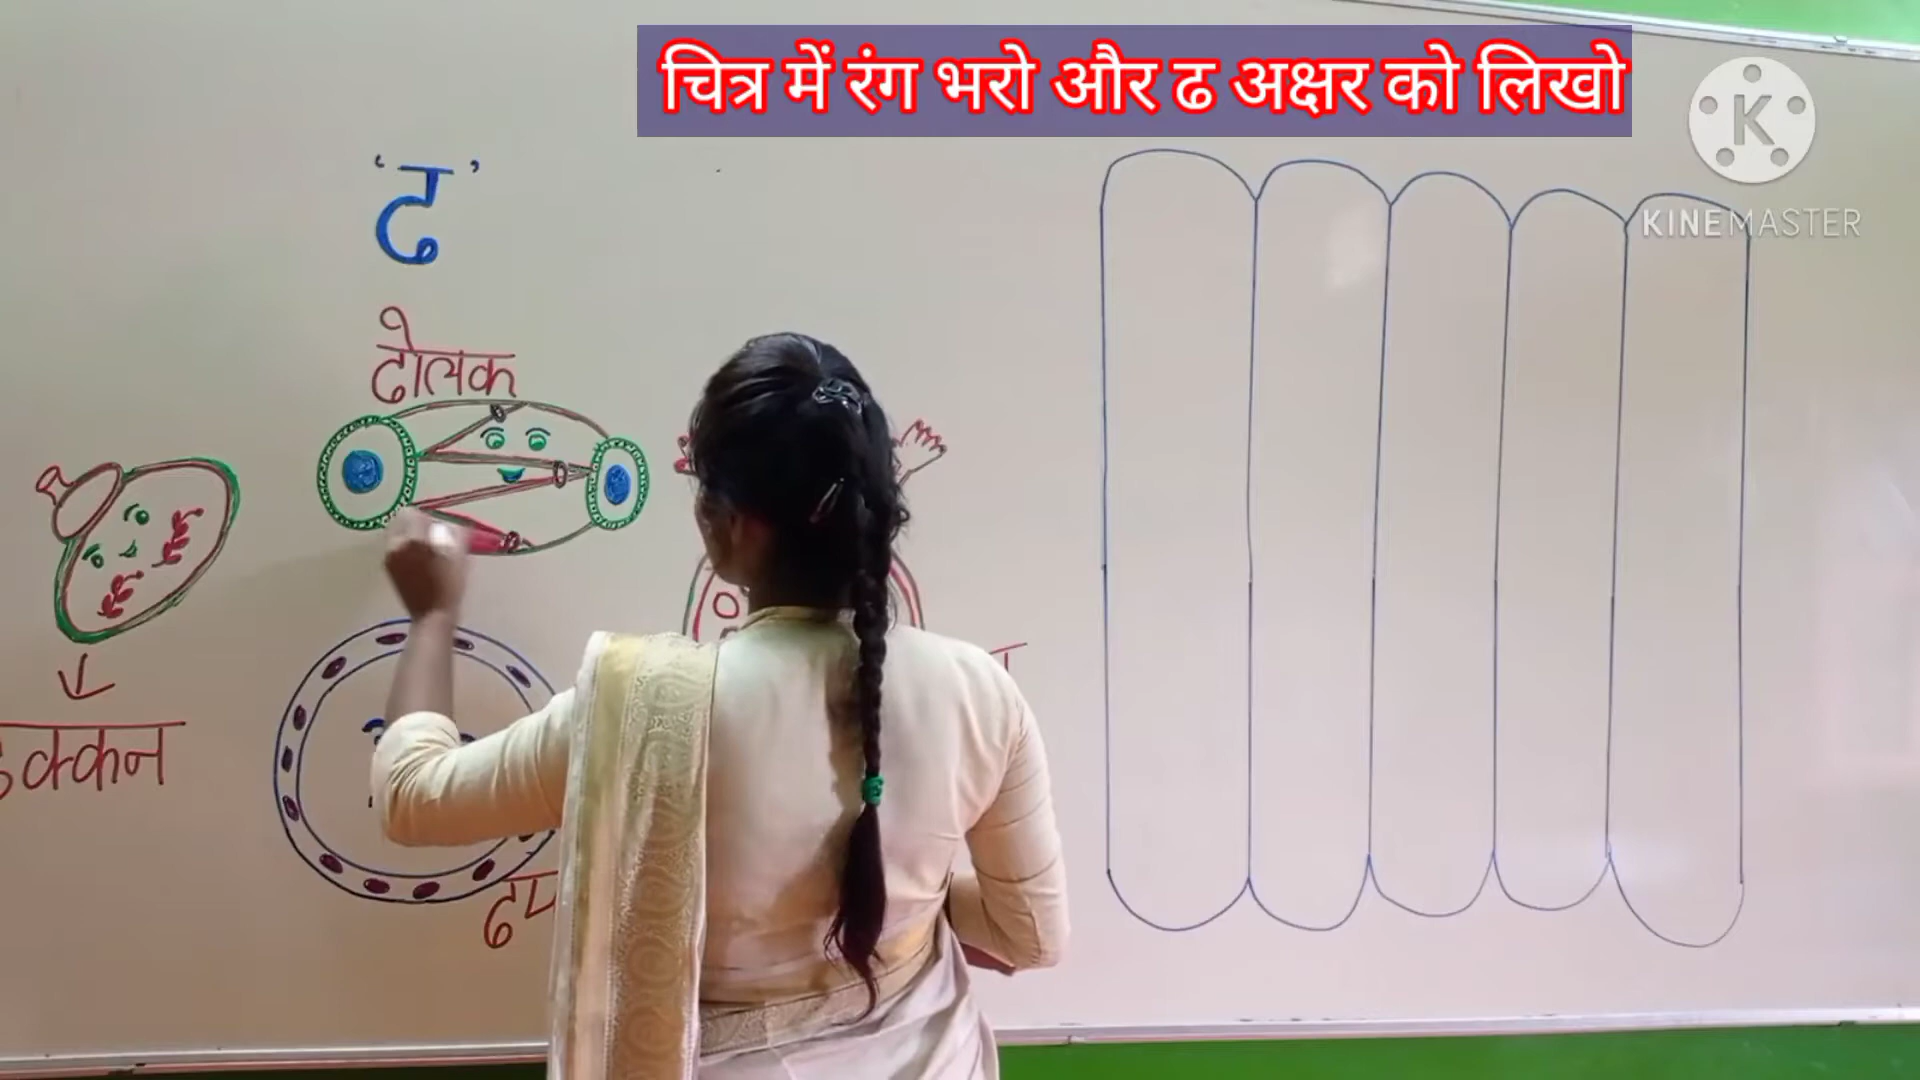 चित्र में रंग भरो और ढ अक्षर को लिखो
K
KINEMASTER
'ढ'
ढोलक
ढक्कन